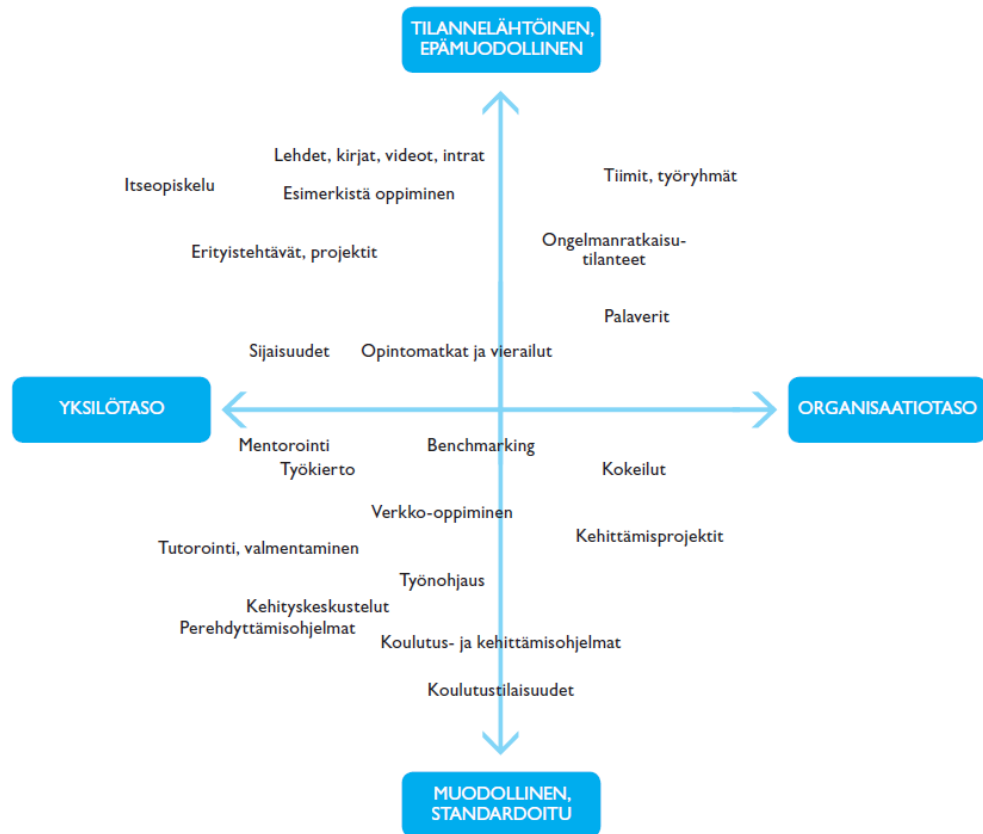 TILANNELÄHTÖINEN,
EPÄMUODOLLINEN
Lehdet, kirjat, videot, intrat
Tiimit, työryhmät
Itseopiskelu
Esimerkistä oppiminen
Ongelmanratkaisu-
tilanteet
Erityistehtävät, projektit
Palaverit
Sijaisuudet
Opintomatkat ja vierailut
YKSILÖTASO
ORGANISAATIOTASO
Mentorointi
Benchmarking
Työkierto
Kokeilut
Verkko-oppiminen
Kehittämisprojektit
Tutorointi, valmentaminen
Työnohjaus
Kehityskeskustelut
Perehdyttämisohjelmat
Koulutus- ja kehittämisohjelmat
Koulutustilaisuudet
MUODOLLINEN,
STANDARDOITU